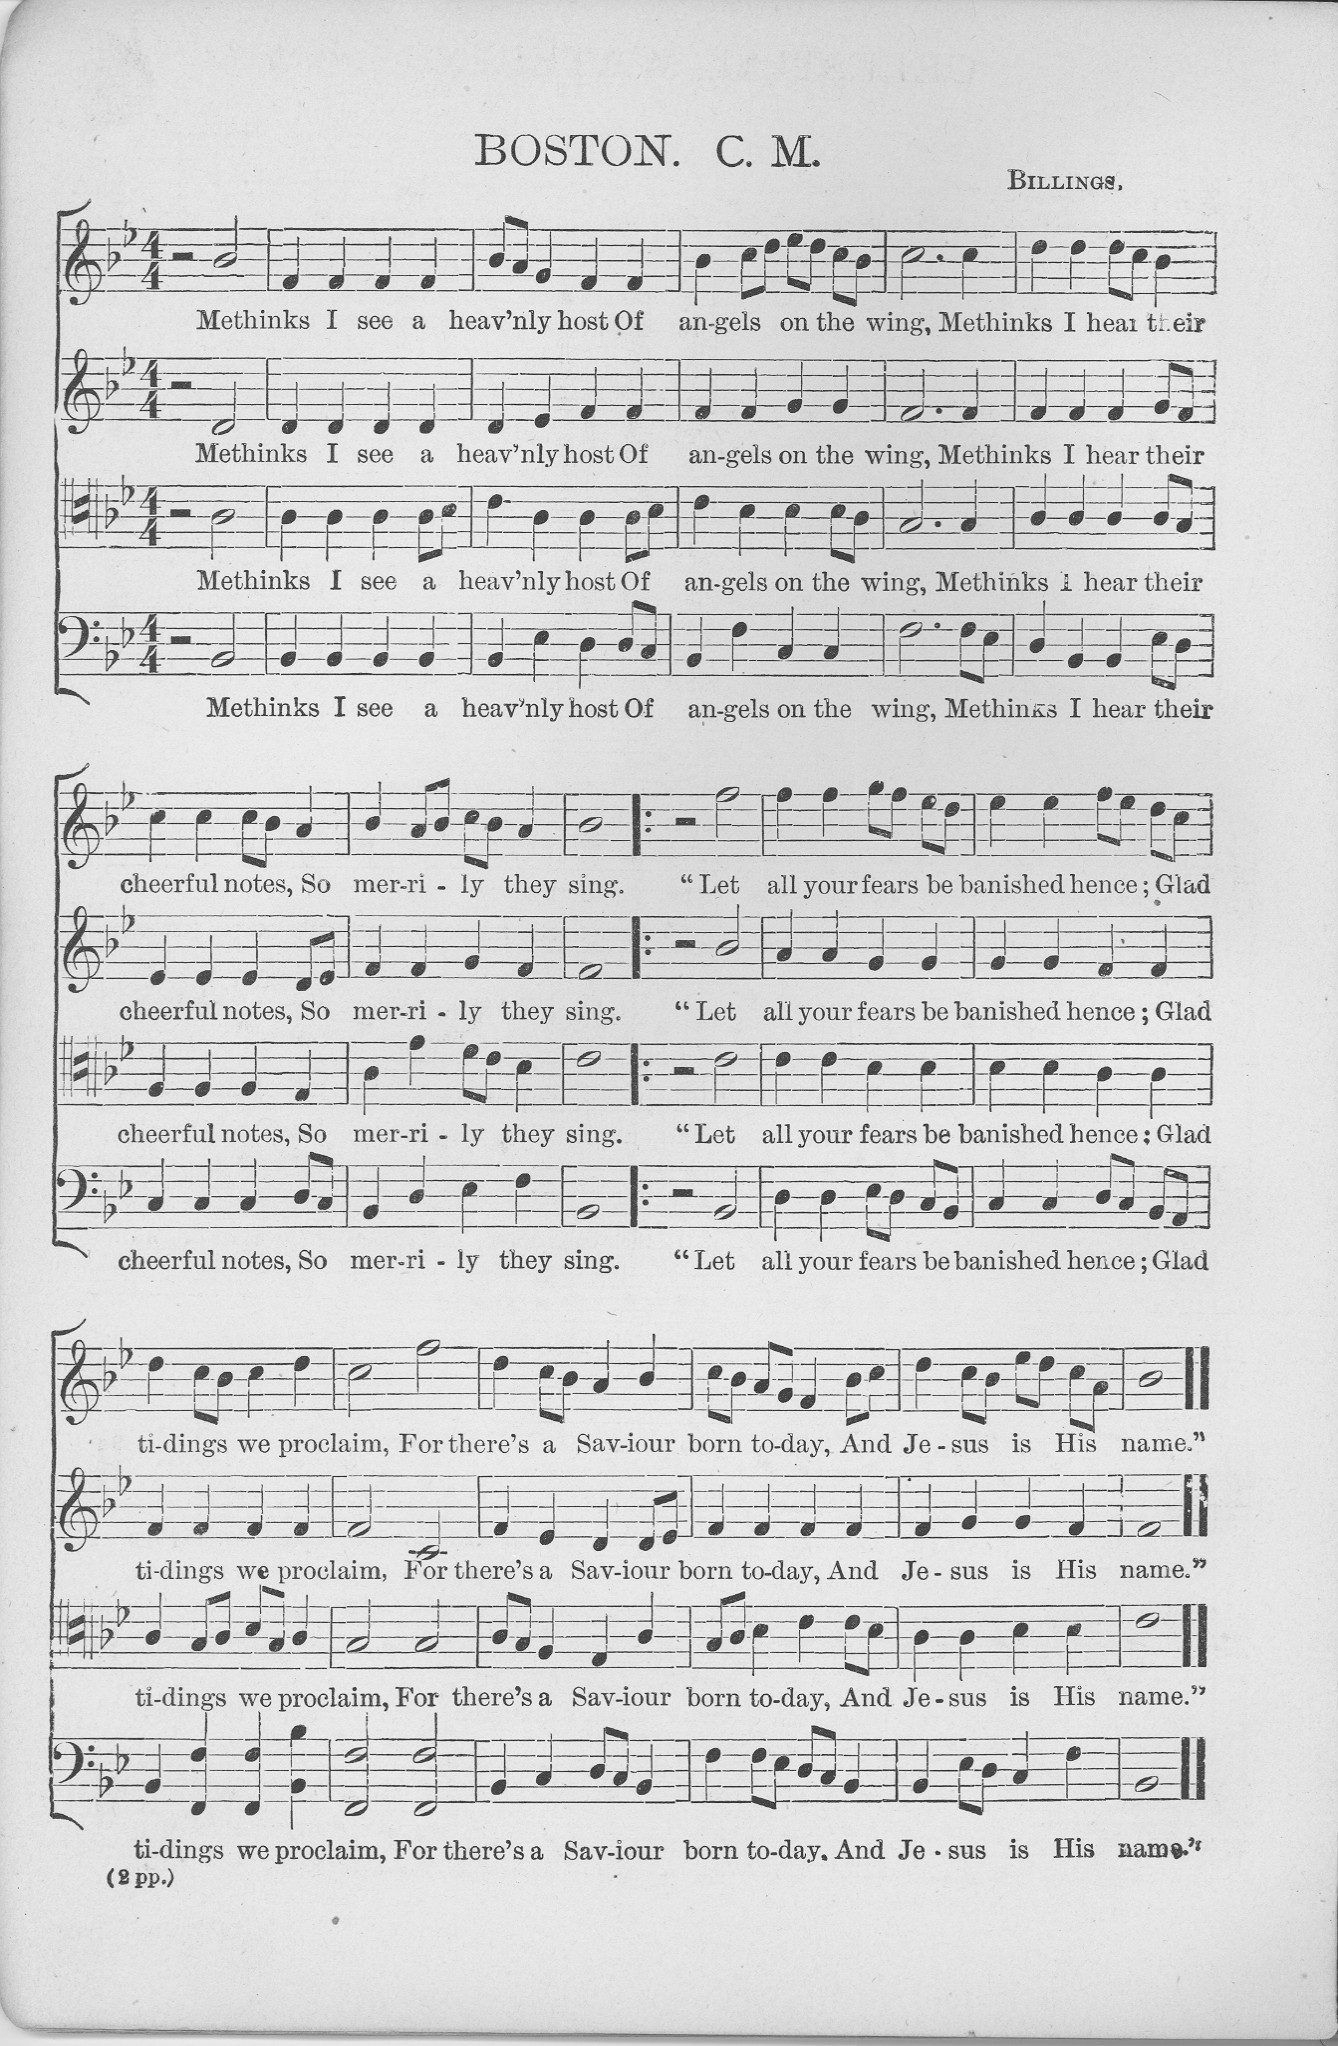 BOSTON. C. M.
BILLINGS.
Methinks I see a heav'nly host Of an-gels on the wing, Methinks I hear their
Methinks I see a heav'nly host Of an-gels on the wing, Methinks I hear their
Methinks I see a heav'nly host Of an-gels on the wing, Methinks I hear their
Methinks I see a heav'nly host Of an-gels on the wing, Methinks I hear their
cheerful notes, So mer-ri - ly they sing. “Let all your fears be banished hence; Glad
cheerful notes, So mer-ri - ly they sing. “Let all your fears be banished hence; Glad
cheerful notes, So mer-ri - ly they sing. “Let all your fears be banished hence; Glad
cheerful notes, So mer-ri - ly they sing. “Let all your fears be banished hence; Glad
ti-dings we proclaim, For there's a Sav-iour born to-day, And Je - sus is His name.”
ti-dings we proclaim, For there's a Sav-iour born to-day, And Je - sus is His name.”
ti-dings we proclaim, For there's a Sav-iour born to-day, And Je - sus is His name.”
ti-dings we proclaim, For there's a Sav-iour born to-day. And Je - sus is His name.”
(2 pp.)